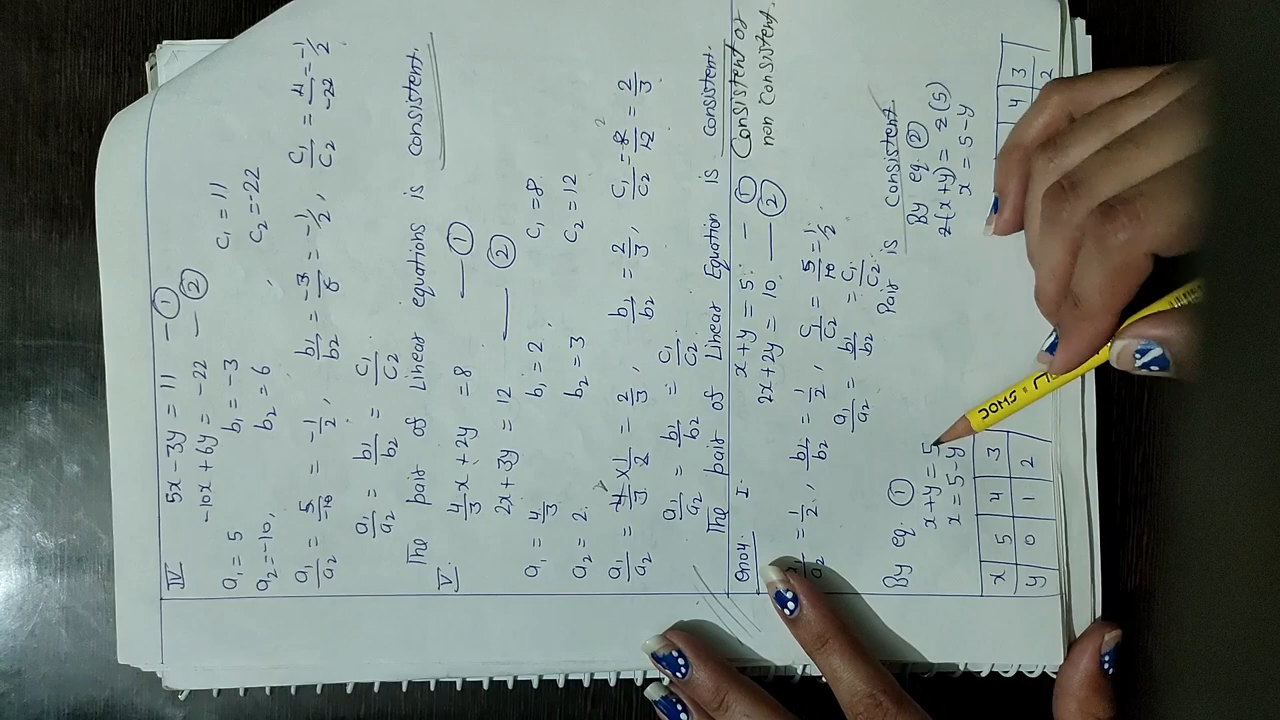 IV 5x - 3y = 11 — ①
-10x + 6y = -22 — ②
a₁ = 5 b₁ = -3 c₁ = 11
a₂ = -10, b₂ = 6 , c₂ = -22
a₁/a₂ = 5/-10 = -1/2 , b₁/b₂ = -3/6 = -1/2 , c₁/c₂ = 11/-22 = -1/2
a₁/a₂ = b₁/b₂ = c₁/c₂
The pair of Linear equations is consistent.
V. 4/3 x + 2y = 8 — ①
2x + 3y = 12 — ②
a₁ = 4/3 b₁ = 2 , c₁ = 8
a₂ = 2 b₂ = 3 c₂ = 12
a₁/a₂ = 4/3 × 1/2 = 2/3 , b₁/b₂ = 2/3 , c₁/c₂ = 8/12 = 2/3
a₁/a₂ = b₁/b₂ = c₁/c₂
The pair of Linear Equation is consistent.
Qno4. I. x + y = 5 — ① Consistent or
2x + 2y = 10 — ② non consistent.
a₁/a₂ = 1/2 , b₁/b₂ = 1/2 , c₁/c₂ = 5/10 = 1/2
a₁/a₂ = b₁/b₂ = c₁/c₂
Pair is consistent
By eq. ① By eq. ②
x + y = 5 2(x+y) = 2(5)
x = 5 - y x = 5 - y
x 5 4 3 4 3
y 0 1 2 2
DOMS